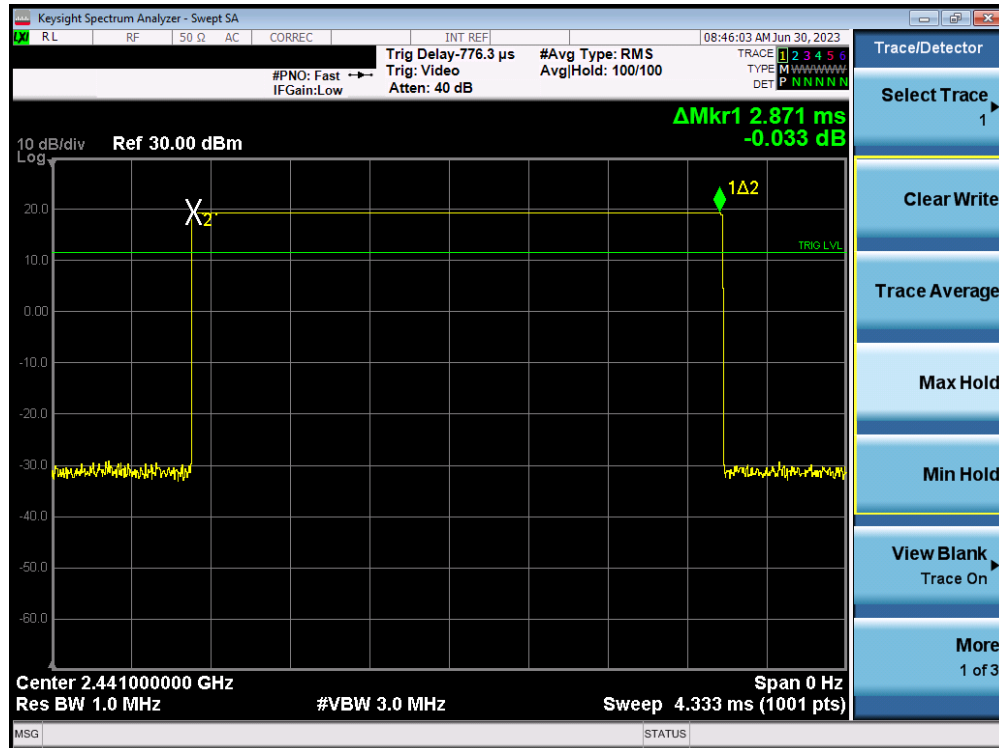 Keysight Spectrum Analyzer - Swept SA
LXI RL RF 50 Ω AC CORREC INT REF 08:46:03 AM Jun 30, 2023
Trig Delay-776.3 µs #Avg Type: RMS TRACE 1 2 3 4 5 6
#PNO: Fast Trig: Video Avg|Hold: 100/100 TYPE M WWWWW
IFGain:Low Atten: 40 dB DET P N N N N N
ΔMkr1 2.871 ms
-0.033 dB
10 dB/div Ref 30.00 dBm
Log
1Δ2
20.0
X2
TRIG LVL
10.0
0.00
-10.0
-20.0
-30.0
-40.0
-50.0
-60.0
Center 2.441000000 GHz Span 0 Hz
Res BW 1.0 MHz #VBW 3.0 MHz Sweep 4.333 ms (1001 pts)
MSG STATUS
Trace/Detector
Select Trace
1
Clear Write
Trace Average
Max Hold
Min Hold
View Blank
Trace On
More
1 of 3